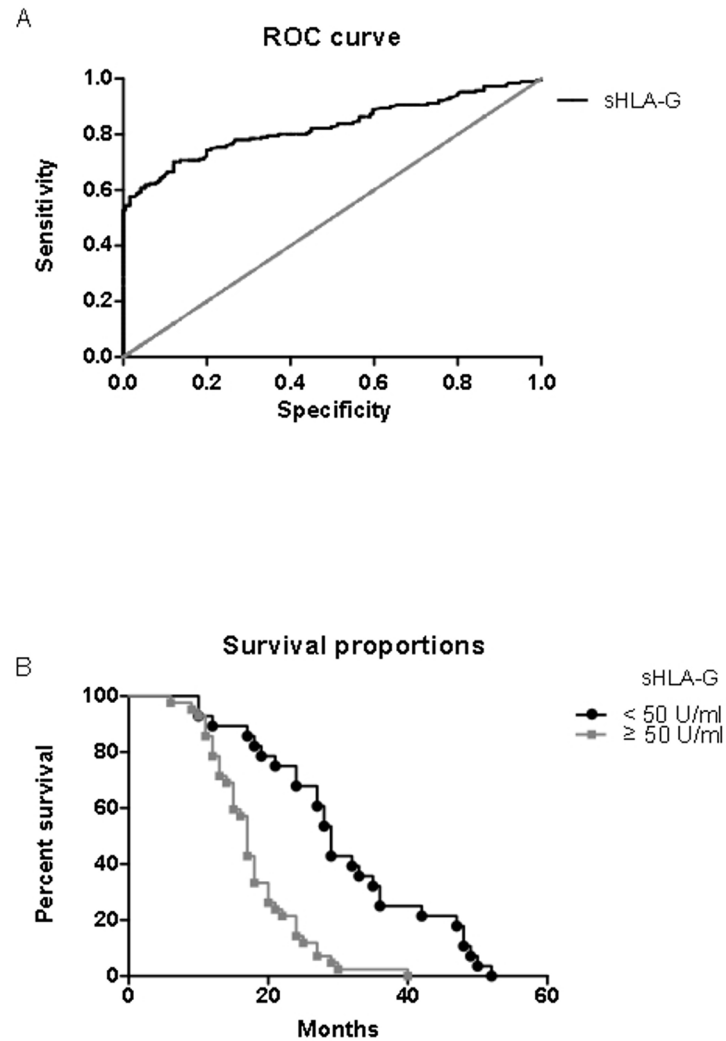 A
ROC curve
1.0
0.8
0.6
0.4
0.2
0.0
Sensitivity
0.0 0.2 0.4 0.6 0.8 1.0
Specificity
sHLA-G
B
Survival proportions
100
80
60
40
20
0
Percent survival
0 20 40 60
Months
sHLA-G
< 50 U/ml
≥ 50 U/ml